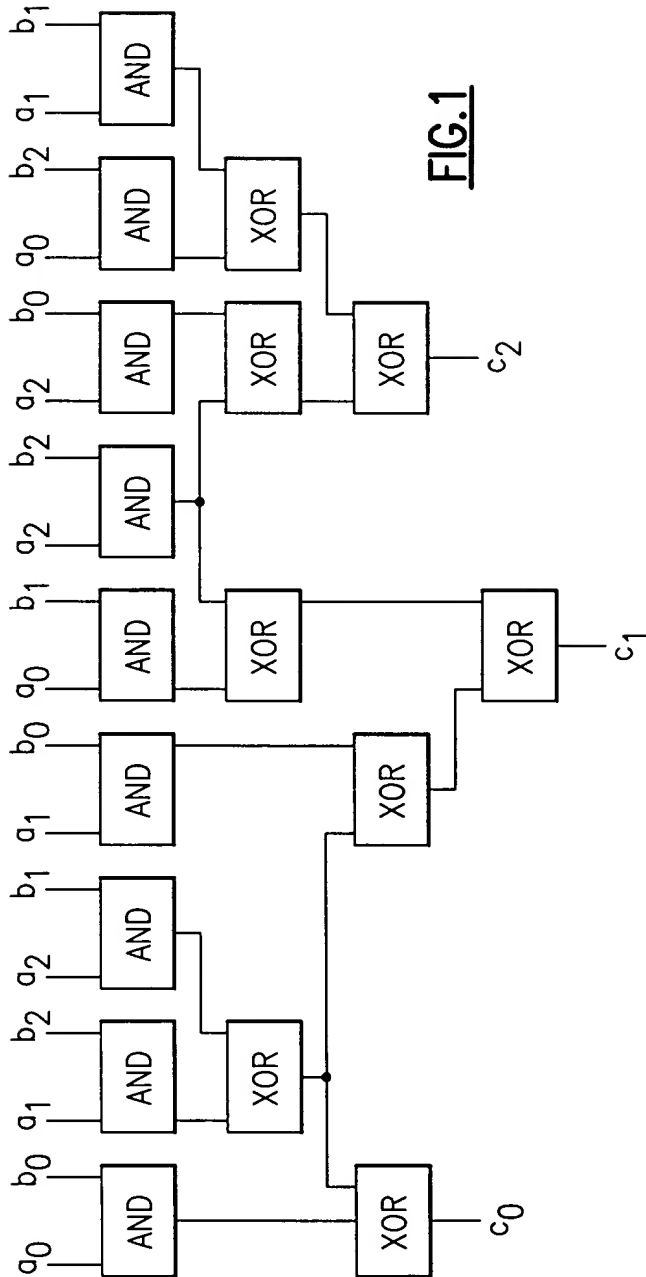 a0 b0 a1 b2 a2 b1 a1 b0 a0 b1 a2 b2 a2 b0 a0 b2 a1 b1
AND AND AND AND AND AND AND AND AND
XOR XOR XOR XOR
XOR XOR XOR
XOR
c0 c1 c2
FIG.1